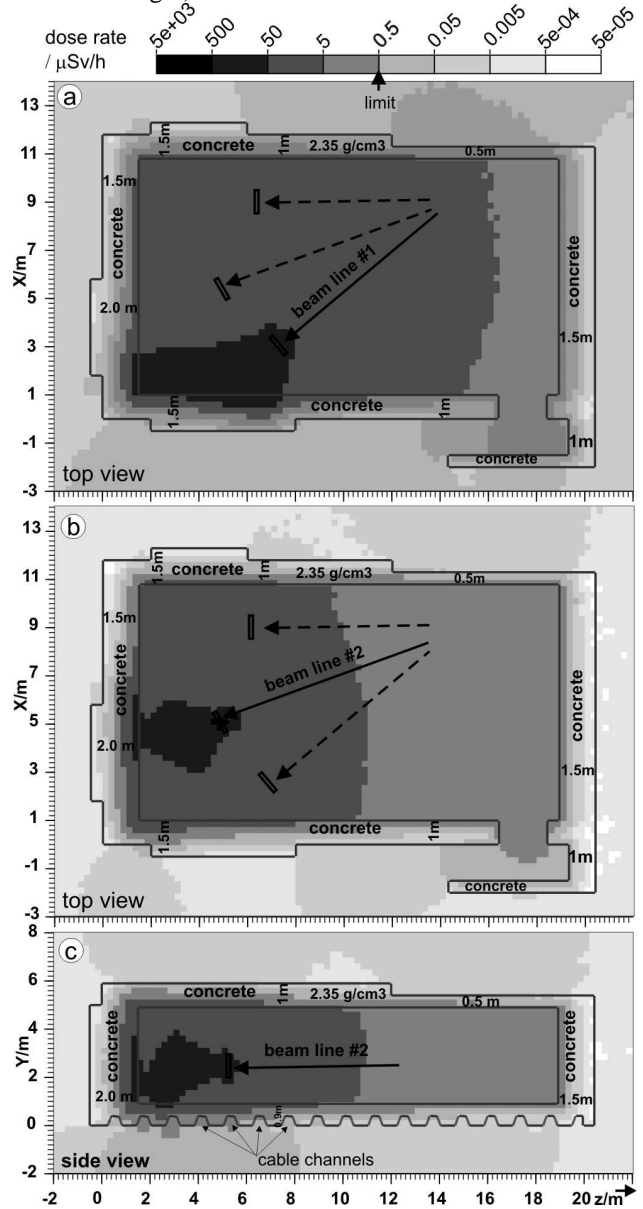 dose rate
/ μSv/h
5e+03 500 50 5 0.5 0.05 0.005 5e-04 5e-05
limit
a
13
11
9
7
5
3
1
-1
-3
X/m
1.5m
concrete
1m
2.35 g/cm3
0.5m
1.5m
concrete
2.0 m
beam line #1
concrete
1.5m
1.5m
concrete
1m
1m
concrete
top view
b
13
11
9
7
5
3
1
-1
-3
X/m
1.5m
concrete
1m
2.35 g/cm3
0.5m
1.5m
concrete
2.0 m
beam line #2
concrete
1.5m
1.5m
concrete
1m
1m
concrete
top view
c
8
6
4
2
0
-2
Y/m
concrete
1m
2.35 g/cm3
0.5 m
concrete
beam line #2
concrete
2.0 m
1.5m
0.9m
cable channels
side view
-2 0 2 4 6 8 10 12 14 16 18 20 z/m